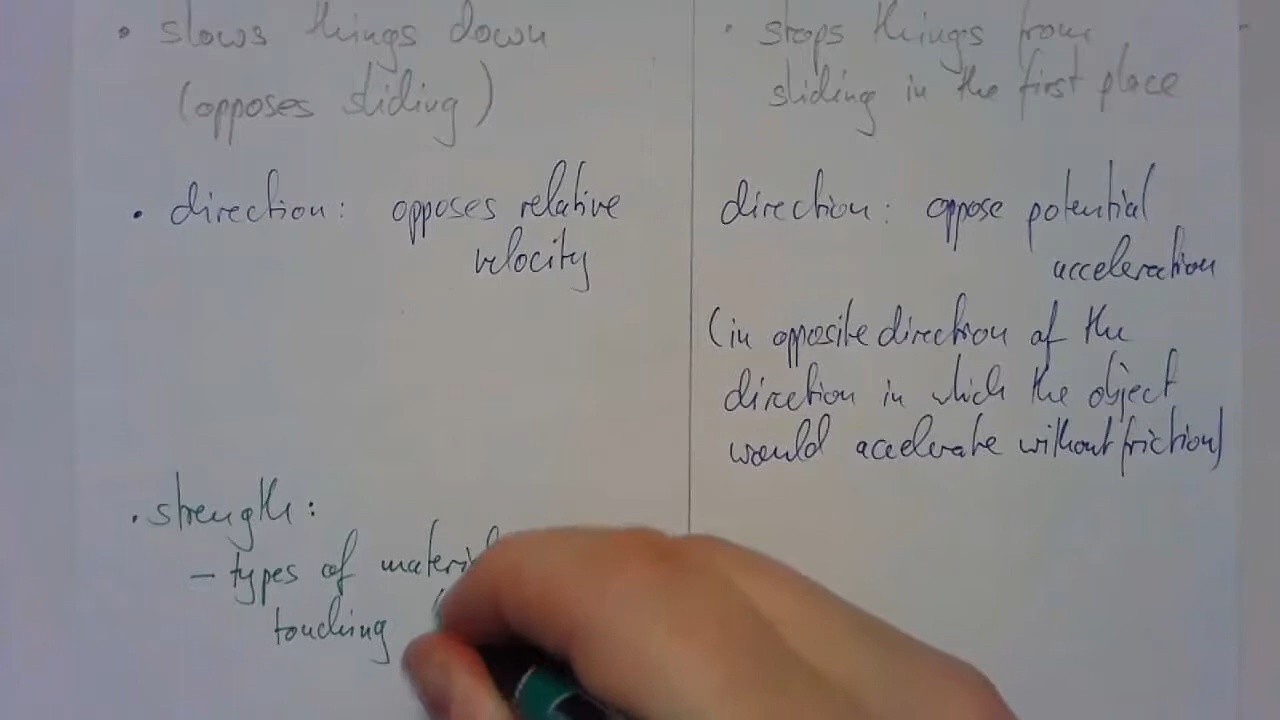 • slows things down
(opposes sliding)
• direction: opposes relative
velocity
• strength:
– types of materi
touching (
• stops things from
sliding in the first place
direction: oppose potential
acceleration
(in opposite direction of the
direction in which the object
would acelerate without friction)